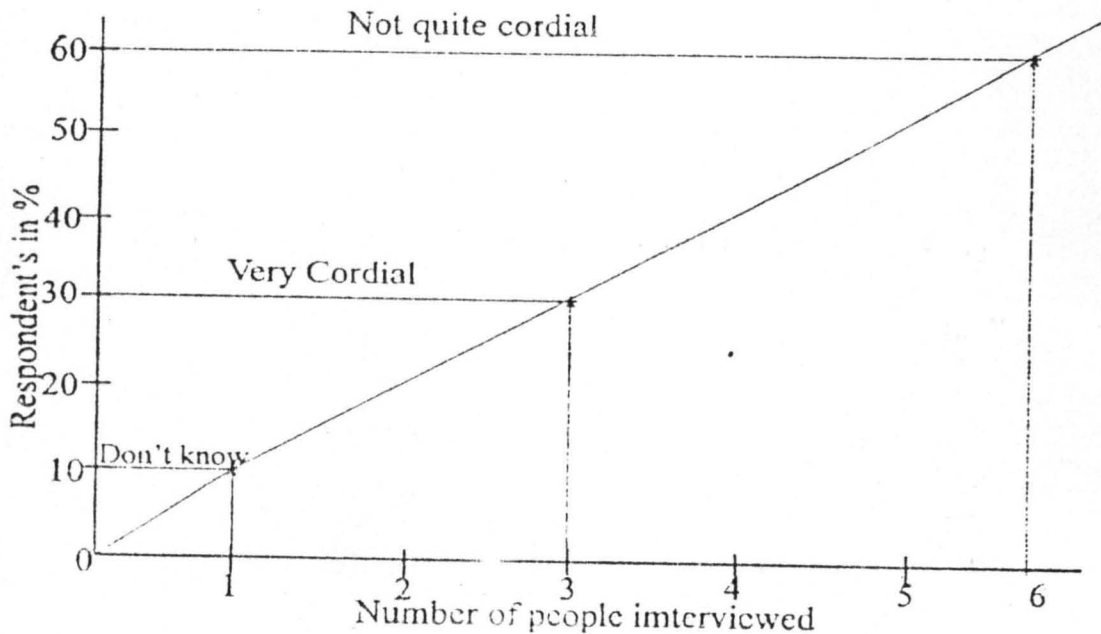 Not quite cordial
60
50
40
Very Cordial
30
20
Don't know
10
0
Respondent's in %
1 2 3 4 5 6
Number of people imterviewed